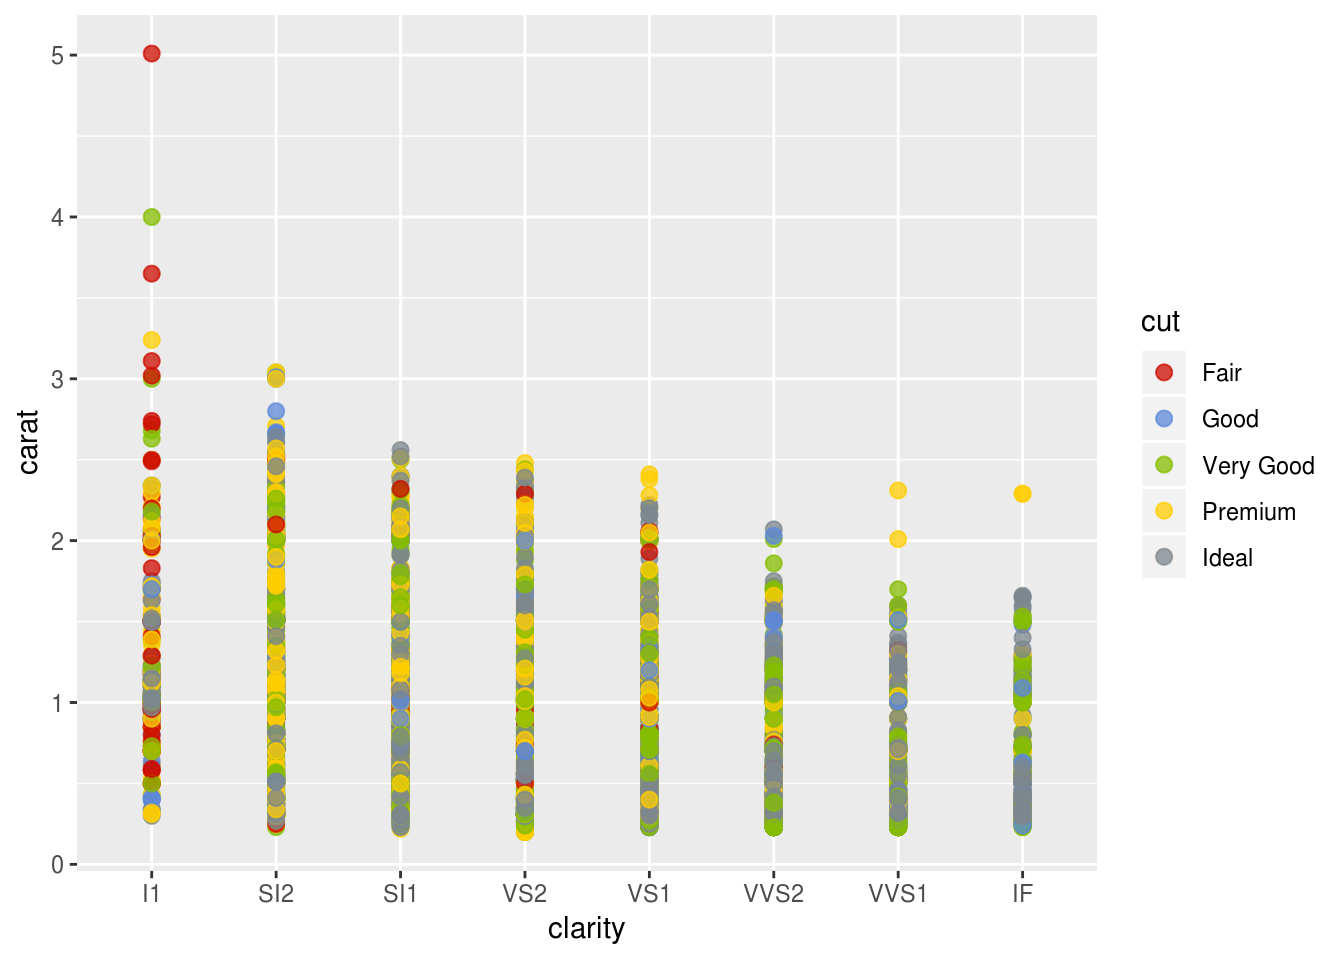 5
4
3
2
1
0
carat
I1 SI2 SI1 VS2 VS1 VVS2 VVS1 IF
clarity
cut
Fair
Good
Very Good
Premium
Ideal